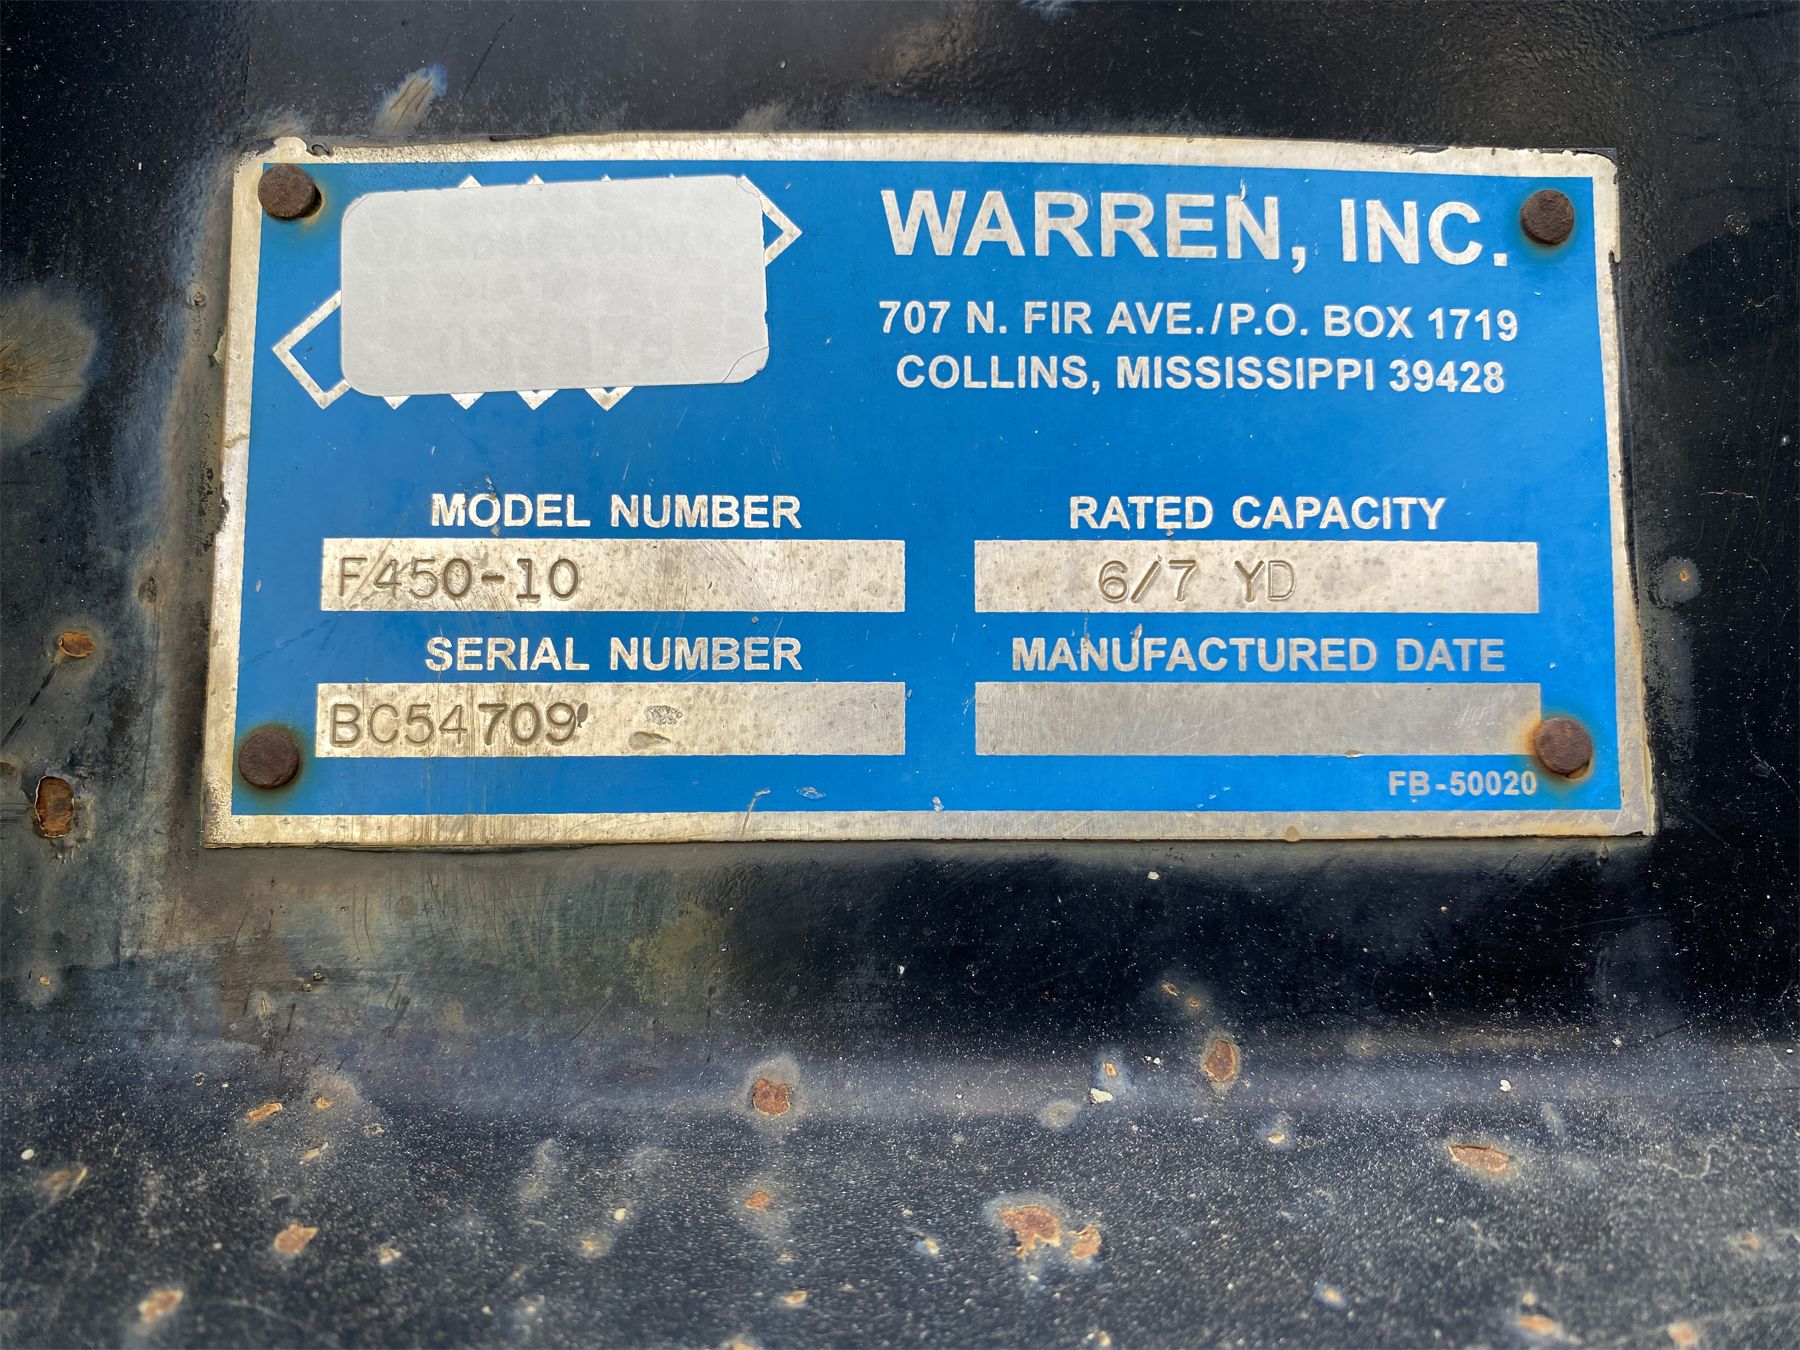 WARREN, INC.
707 N. FIR AVE./P.O. BOX 1719
COLLINS, MISSISSIPPI 39428
MODEL NUMBER
F450-10
RATED CAPACITY
6/7 YD
SERIAL NUMBER
BC54709
MANUFACTURED DATE
FB-50020